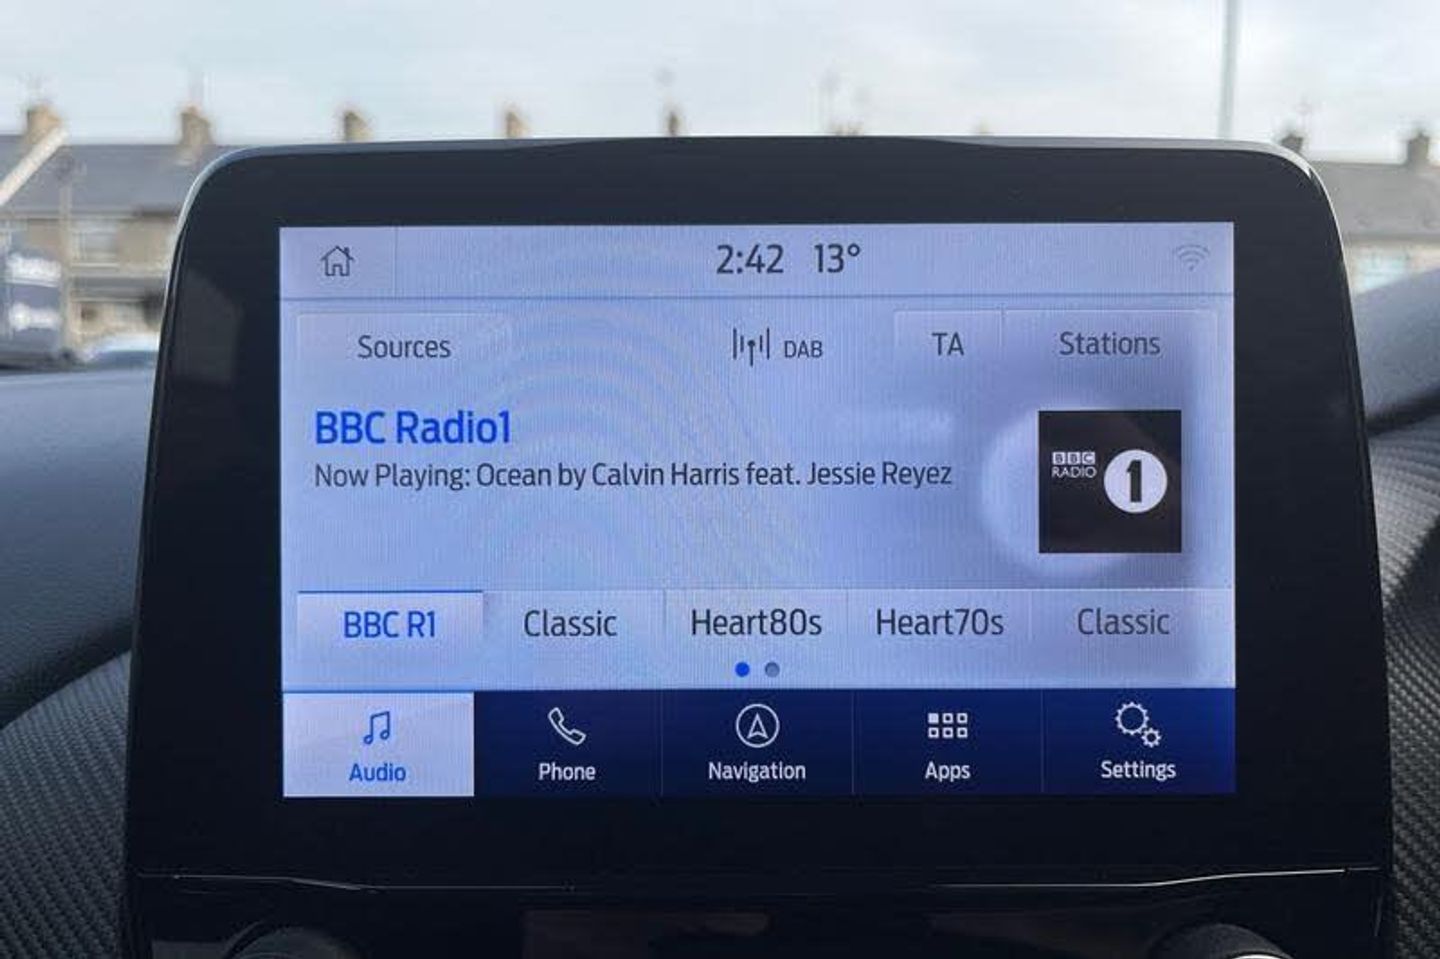 2:42 13°
Sources
DAB
TA
Stations
BBC Radio1
Now Playing: Ocean by Calvin Harris feat. Jessie Reyez
BBC
RADIO
1
BBC R1
Classic
Heart80s
Heart70s
Classic
Audio
Phone
Navigation
Apps
Settings